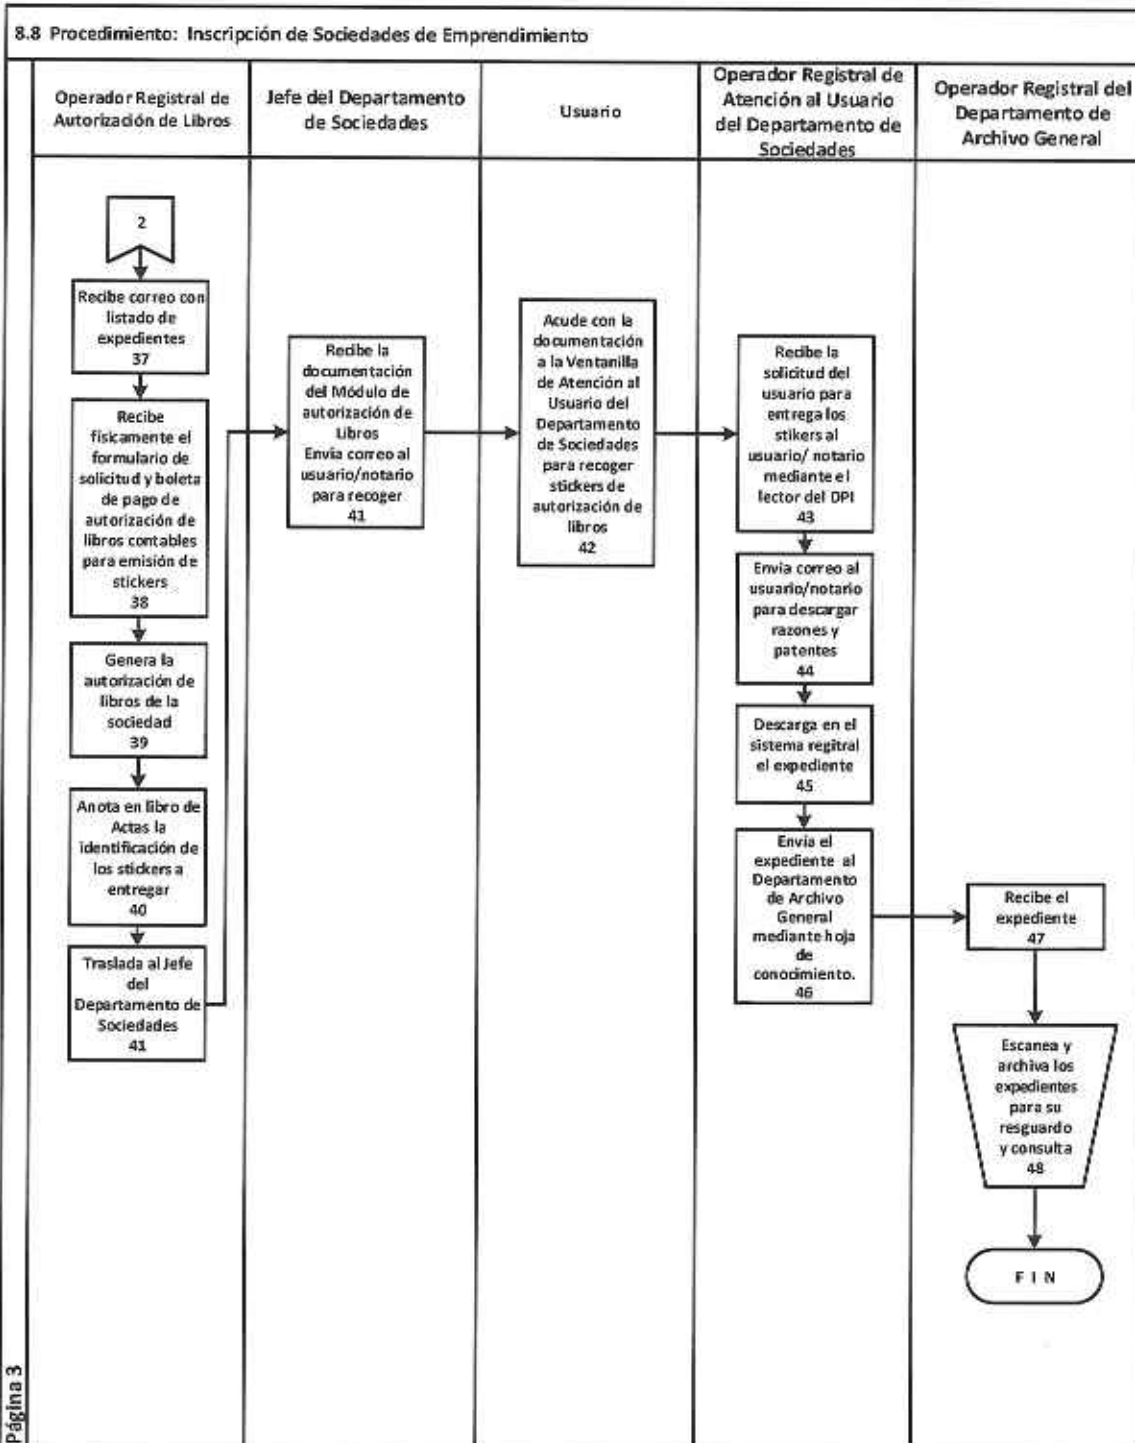 8.8 Procedimiento: Inscripción de Sociedades de Emprendimiento
Operador Registral de
Autorización de Libros
Jefe del Departamento
de Sociedades
Usuario
Operador Registral de
Atención al Usuario
del Departamento de
Sociedades
Operador Registral del
Departamento de
Archivo General
2
Recibe correo con
listado de
expedientes
37
Recibe
físicamente el
formulario de
solicitud y boleta
de pago de
autorización de
libros contables
para emisión de
stickers
38
Genera la
autorización de
libros de la
sociedad
39
Anota en libro de
Actas la
identificación de
los stickers a
entregar
40
Traslada al Jefe
del
Departamento de
Sociedades
41
Recibe la
documentación
del Módulo de
autorización de
Libros
Envía correo al
usuario/notario
para recoger
41
Acude con la
documentación
a la Ventanilla
de Atención al
Usuario del
Departamento
de Sociedades
para recoger
stickers de
autorización de
libros
42
Recibe la
solicitud del
usuario para
entrega los
stikers al
usuario/ notario
mediante el
lector del DPI
43
Envía correo al
usuario/notario
para descargar
razones y
patentes
44
Descarga en el
sistema regitral
el expediente
45
Envía el
expediente al
Departamento
de Archivo
General
mediante hoja
de
conocimiento.
46
Recibe el
expediente
47
Escanea y
archiva los
expedientes
para su
resguardo
y consulta
48
F I N
Página 3